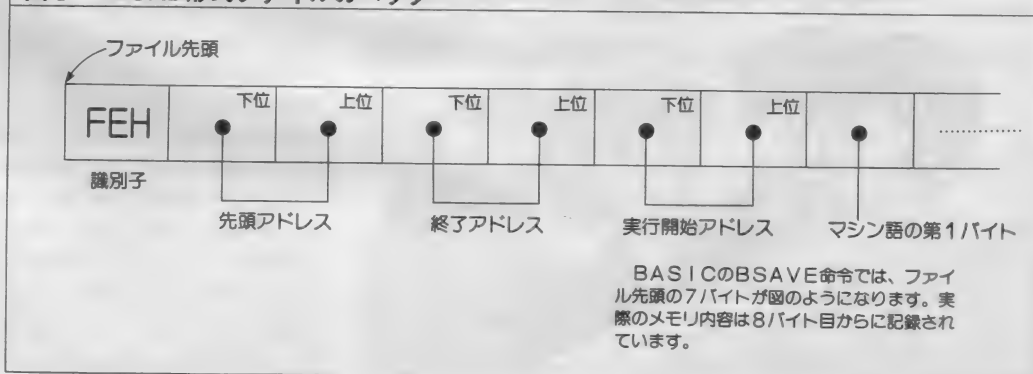 ファイル先頭
FEH
下位
上位
下位
上位
下位
上位
識別子
先頭アドレス
終了アドレス
実行開始アドレス
マシン語の第1バイト
BASICのBSAVE命令では、ファイ
ル先頭の7バイトが図のようになります。実
際のメモリ内容は8バイト目からに記録され
ています。